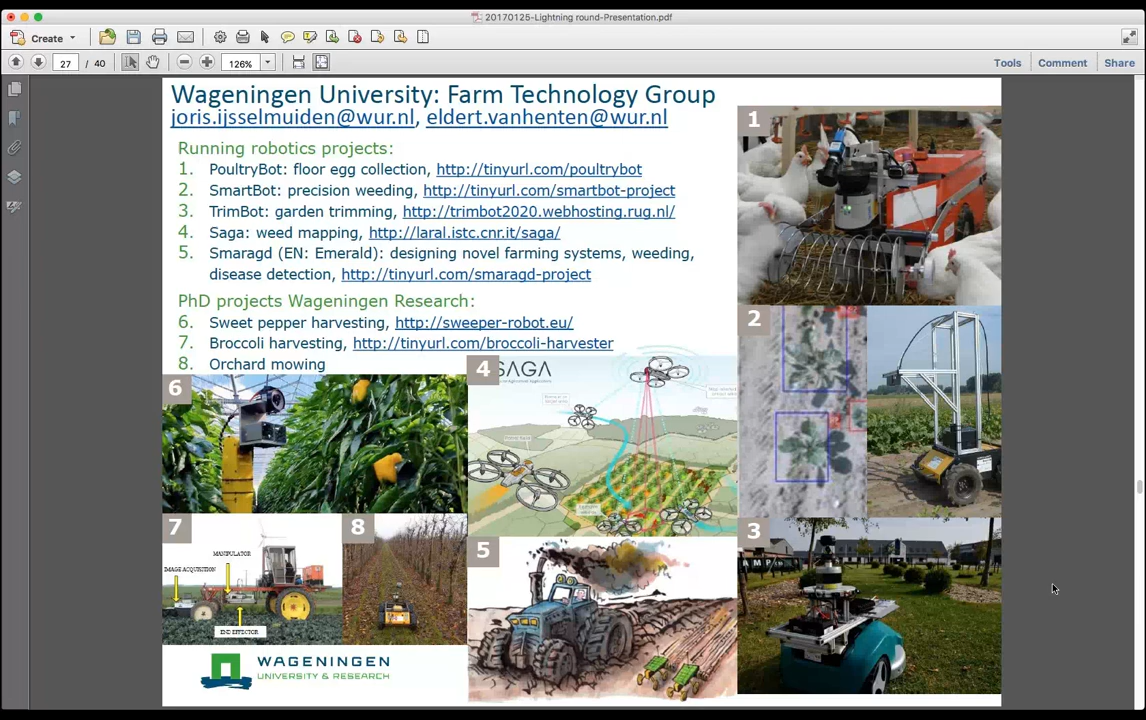 20170125-Lightning round-Presentation.pdf
Create
27 / 40
126%
Tools
Comment
Share
Wageningen University: Farm Technology Group
joris.ijsselmuiden@wur.nl, eldert.vanhenten@wur.nl
Running robotics projects:
1. PoultryBot: floor egg collection, http://tinyurl.com/poultrybot
2. SmartBot: precision weeding, http://tinyurl.com/smartbot-project
3. TrimBot: garden trimming, http://trimbot2020.webhosting.rug.nl/
4. Saga: weed mapping, http://laral.istc.cnr.it/saga/
5. Smaragd (EN: Emerald): designing novel farming systems, weeding,
disease detection, http://tinyurl.com/smaragd-project
PhD projects Wageningen Research:
6. Sweet pepper harvesting, http://sweeper-robot.eu/
7. Broccoli harvesting, http://tinyurl.com/broccoli-harvester
8. Orchard mowing
1
2
3
4
SAGA
5
6
7
MANIPULATOR
IMAGE ACQUISITION
END EFFECTOR
8
WAGENINGEN
UNIVERSITY & RESEARCH